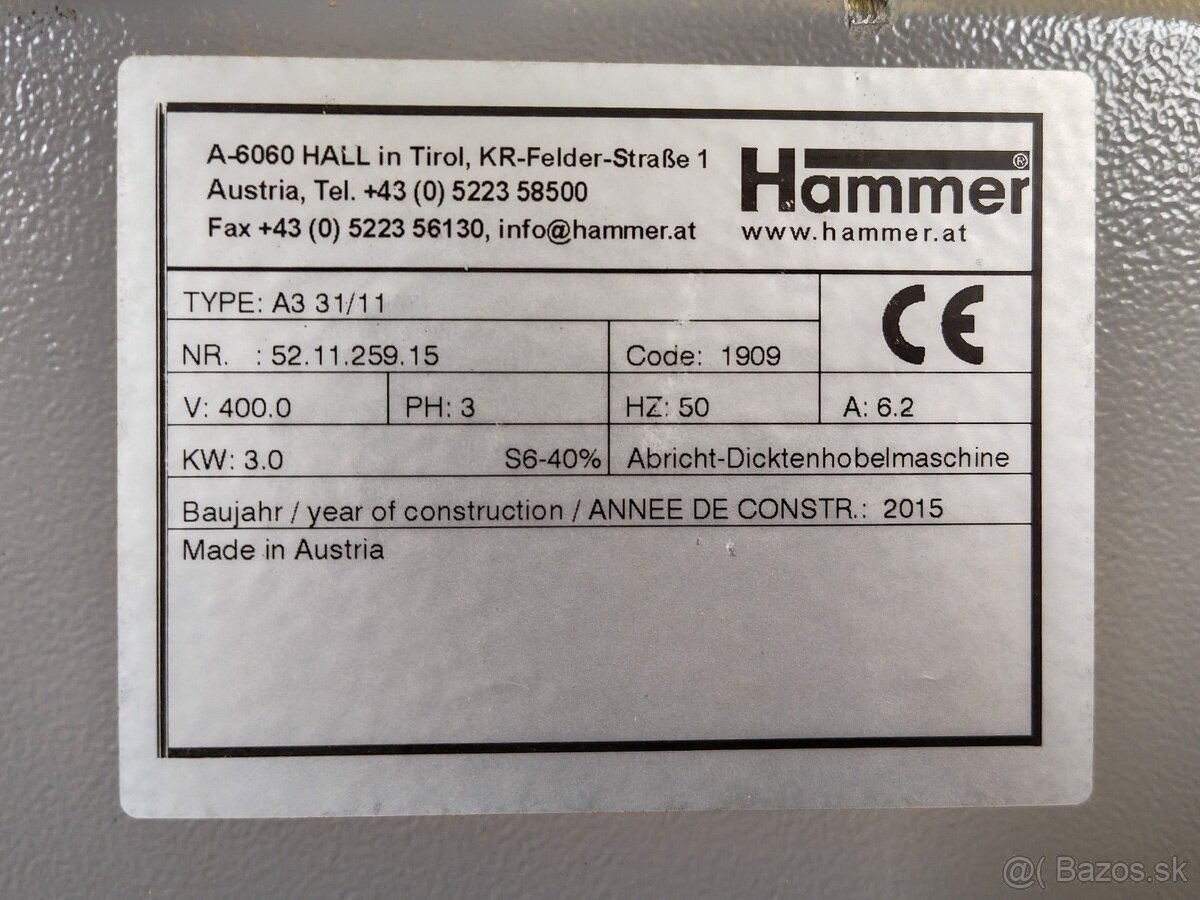 A-6060 HALL in Tirol, KR-Felder-Straße 1
Austria, Tel. +43 (0) 5223 58500
Fax +43 (0) 5223 56130, info@hammer.at
Hammer®
www.hammer.at
TYPE: A3 31/11
CE
NR. : 52.11.259.15 Code: 1909
V: 400.0 PH: 3 HZ: 50 A: 6.2
KW: 3.0 S6-40% Abricht-Dicktenhobelmaschine
Baujahr / year of construction / ANNEE DE CONSTR.: 2015
Made in Austria
@( Bazos.sk